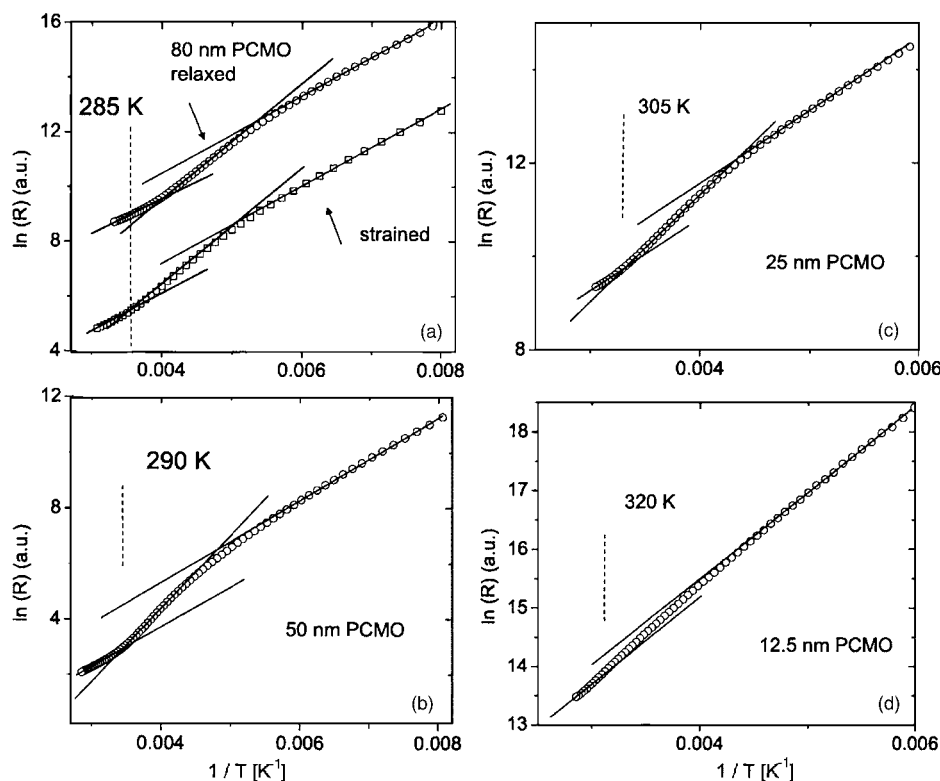 16
80 nm PCMO
relaxed
285 K
12
ln (R) (a.u.)
8
strained
4
(a)
0.004
0.006
0.008
305 K
12
ln (R) (a.u.)
25 nm PCMO
8
(c)
0.004
0.006
12
290 K
8
ln (R) (a.u.)
4
50 nm PCMO
(b)
0.004
0.006
0.008
1 / T [K⁻¹]
18
17
320 K
16
ln (R) (a.u.)
15
12.5 nm PCMO
14
13
(d)
0.004
0.006
1 / T [K⁻¹]